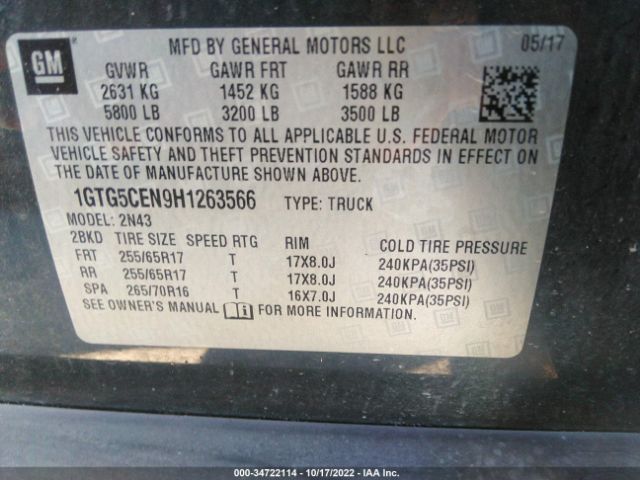 GM
MFD BY GENERAL MOTORS LLC 05/17
GVWR GAWR FRT GAWR RR
2631 KG 1452 KG 1588 KG
5800 LB 3200 LB 3500 LB
THIS VEHICLE CONFORMS TO ALL APPLICABLE U.S. FEDERAL MOTOR
VEHICLE SAFETY AND THEFT PREVENTION STANDARDS IN EFFECT ON
THE DATE OF MANUFACTURE SHOWN ABOVE.
1GTG5CEN9H1263566 TYPE: TRUCK
MODEL: 2N43
2BKD TIRE SIZE SPEED RTG RIM COLD TIRE PRESSURE
FRT 255/65R17 T 17X8.0J 240KPA(35PSI)
RR 255/65R17 T 17X8.0J 240KPA(35PSI)
SPA 265/70R16 T 16X7.0J 240KPA(35PSI)
SEE OWNER'S MANUAL FOR MORE INFORMATION.
000-34722114 - 10/17/2022 - IAA Inc.